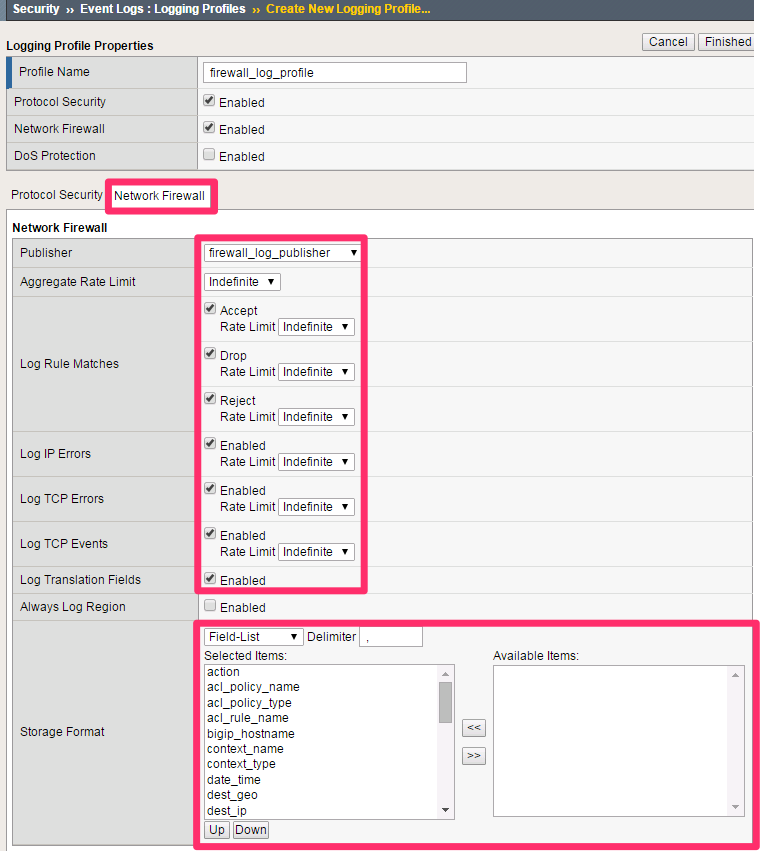 Security ›› Event Logs : Logging Profiles ›› Create New Logging Profile...
Logging Profile Properties
Cancel Finished
Profile Name firewall_log_profile
Protocol Security Enabled
Network Firewall Enabled
DoS Protection Enabled
Protocol Security Network Firewall
Network Firewall
Publisher firewall_log_publisher
Aggregate Rate Limit Indefinite
Log Rule Matches
Accept
Rate Limit Indefinite
Drop
Rate Limit Indefinite
Reject
Rate Limit Indefinite
Log IP Errors
Enabled
Rate Limit Indefinite
Log TCP Errors
Enabled
Rate Limit Indefinite
Log TCP Events
Enabled
Rate Limit Indefinite
Log Translation Fields Enabled
Always Log Region Enabled
Storage Format
Field-List Delimiter ,
Selected Items:
action
acl_policy_name
acl_policy_type
acl_rule_name
bigip_hostname
context_name
context_type
date_time
dest_geo
dest_ip
Up Down
<<
>>
Available Items: